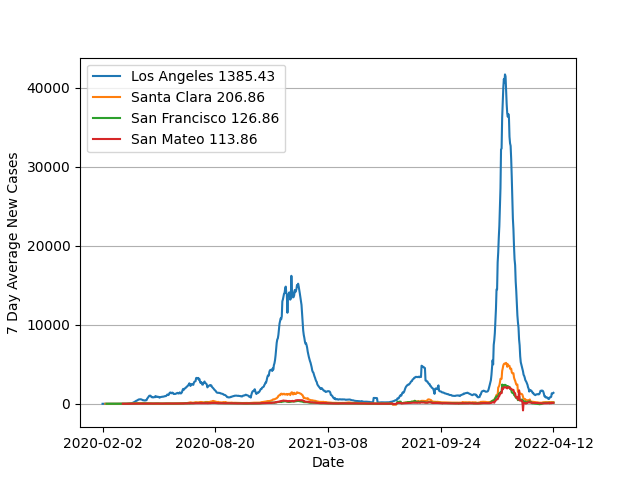 Los Angeles 1385.43
Santa Clara 206.86
San Francisco 126.86
San Mateo 113.86
40000
30000
20000
10000
0
7 Day Average New Cases
2020-02-02 2020-08-20 2021-03-08 2021-09-24 2022-04-12
Date